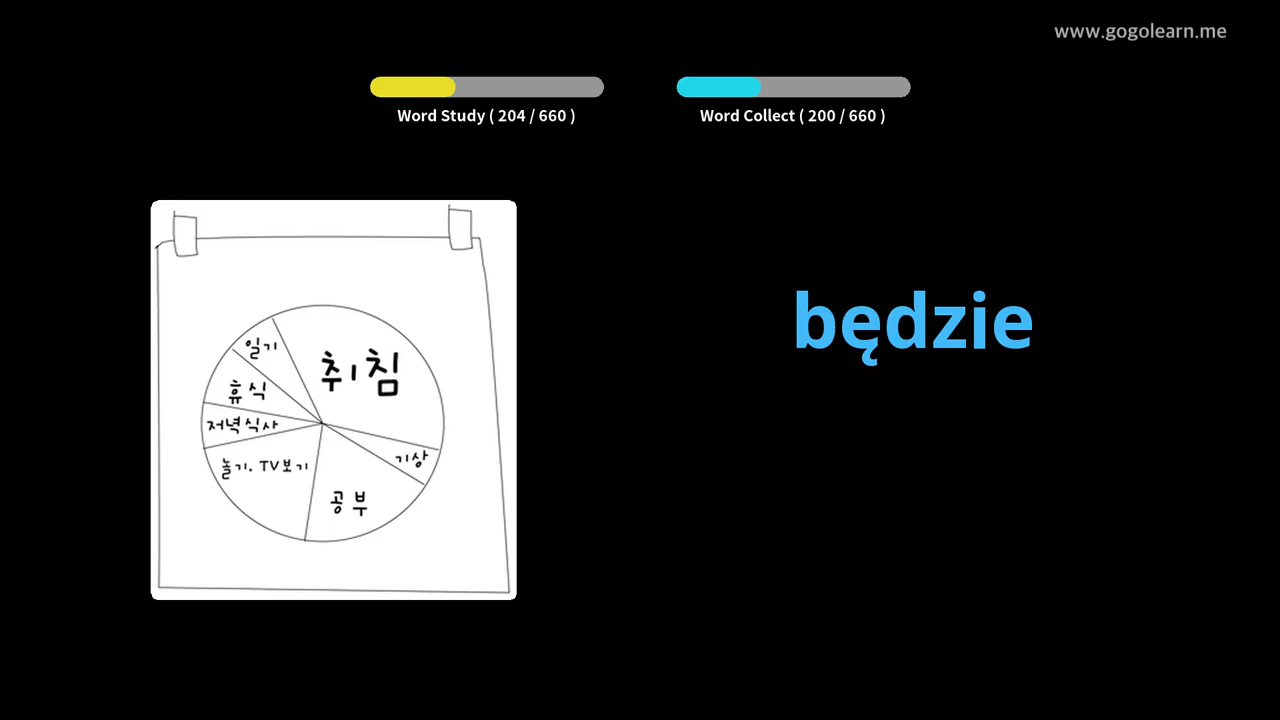 www.gogolearn.me
Word Study ( 204 / 660 )
Word Collect ( 200 / 660 )
będzie
일기
취침
휴식
저녁식사
놀기. TV보기
기상
공부